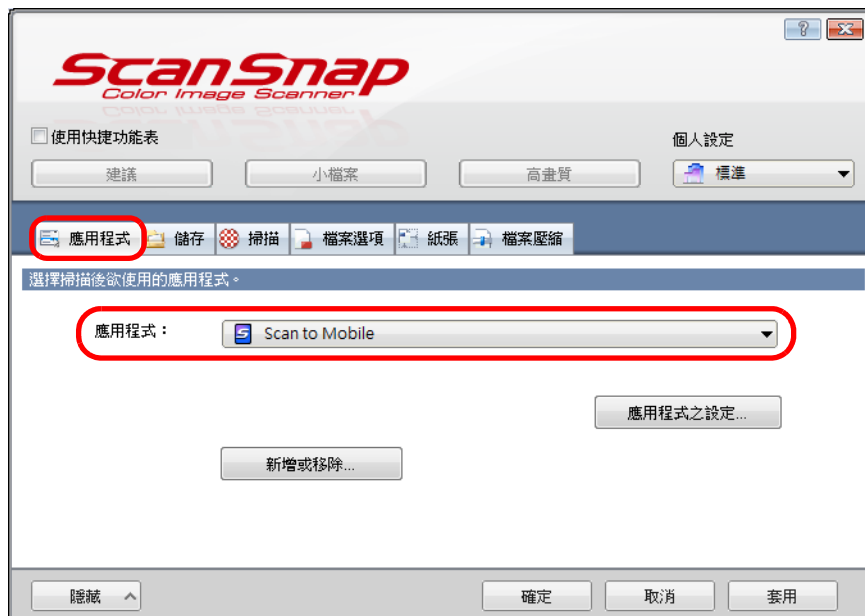 ScanSnap
Color Image Scanner
使用快捷功能表
個人設定
建議 小檔案 高畫質 標準
應用程式 儲存 掃描 檔案選項 紙張 檔案壓縮
選擇掃描後欲使用的應用程式。
應用程式： Scan to Mobile
應用程式之設定...
新增或移除...
隱藏 確定 取消 套用